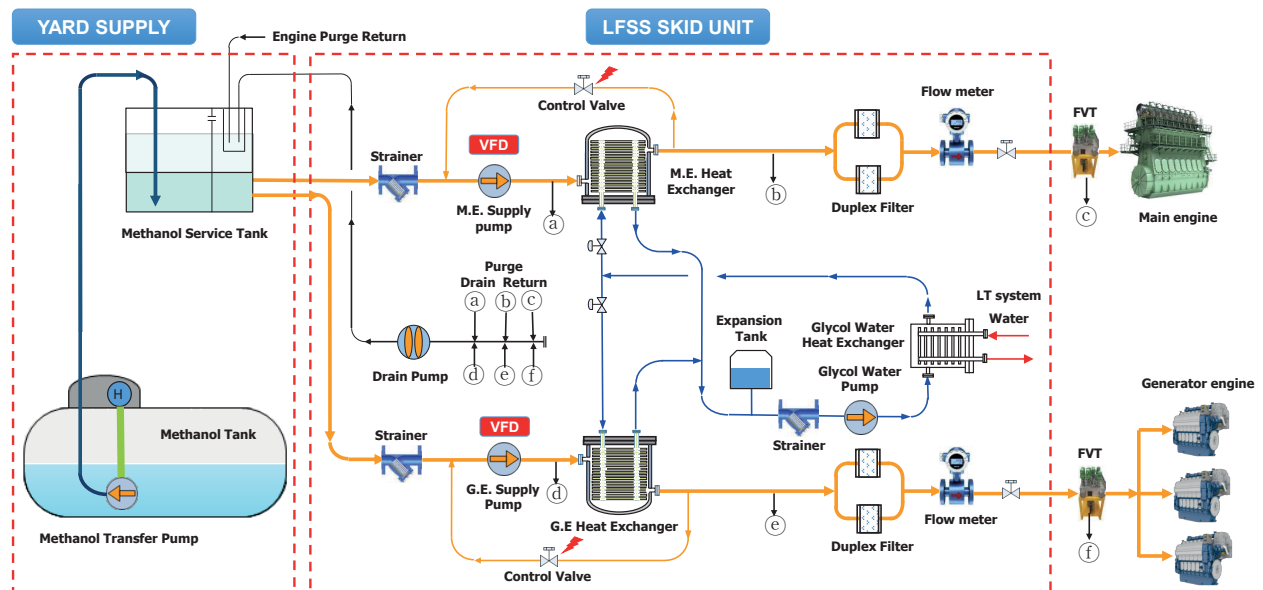 YARD SUPPLY
LFSS SKID UNIT
Engine Purge Return
Control Valve
Flow meter
FVT
Strainer
VFD
M.E. Heat
Exchanger
M.E. Supply
pump
a
b
c
Duplex Filter
Main engine
Methanol Service Tank
Purge
Drain Return
a b c
d e f
Drain Pump
LT system
Water
Expansion
Tank
Glycol Water
Heat Exchanger
Glycol Water
Pump
Strainer
Generator engine
H
Methanol Tank
Methanol Transfer Pump
Strainer
VFD
G.E. Supply
Pump
d
G.E Heat Exchanger
e
Control Valve
Duplex Filter
Flow meter
FVT
f